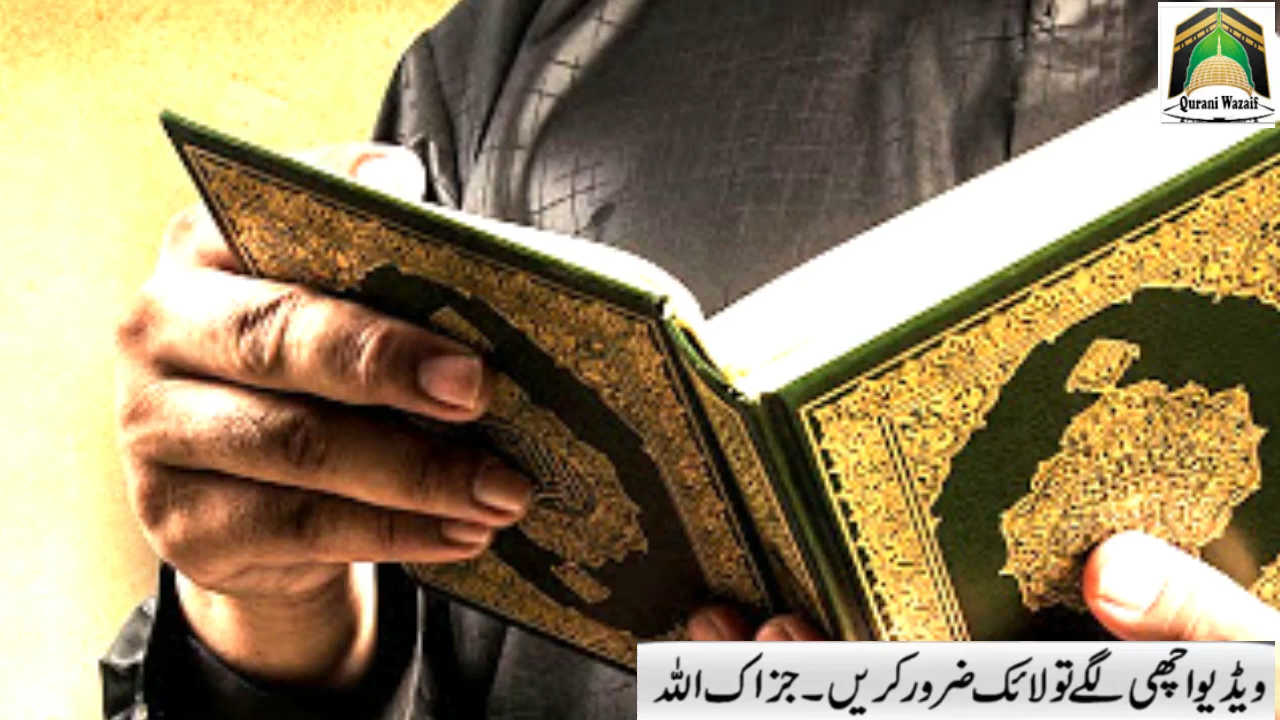 Qurani Wazaif
ویڈیو اچھی لگے تو لائک ضرور کریں۔ جزاک اللہ